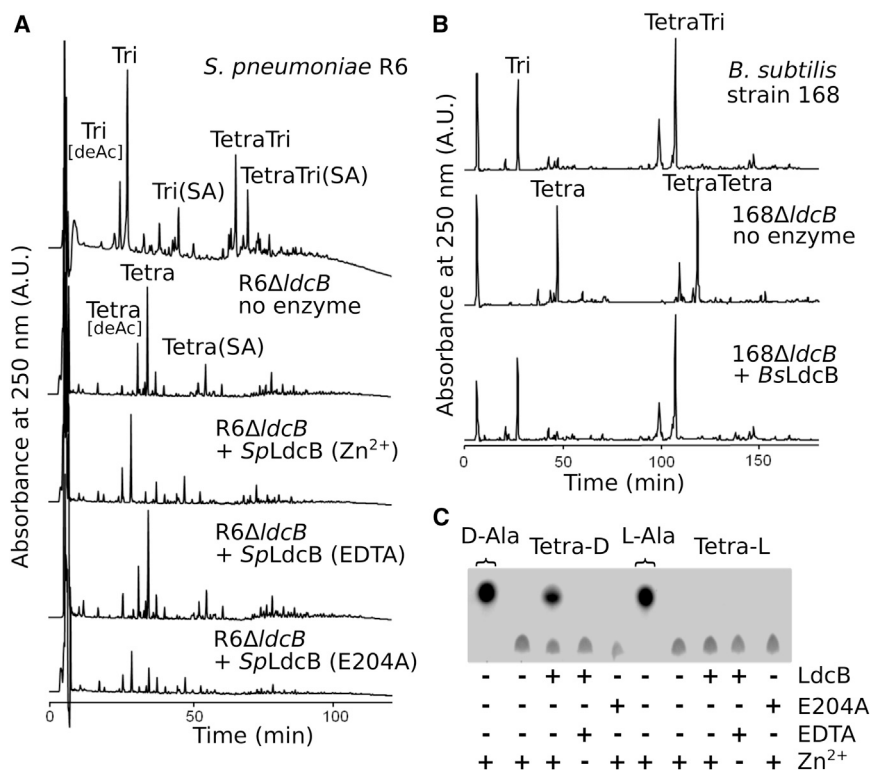 A
S. pneumoniae R6
Tri
Tri
[deAc]
Tri(SA)
TetraTri
TetraTri(SA)
R6ΔldcB
no enzyme
Tetra
Tetra
[deAc]
Tetra(SA)
R6ΔldcB
+ SpLdcB (Zn²⁺)
R6ΔldcB
+ SpLdcB (EDTA)
R6ΔldcB
+ SpLdcB (E204A)
Absorbance at 250 nm (A.U.)
0 50 100
Time (min)
B
TetraTri
Tri
B. subtilis
strain 168
Tetra
TetraTetra
168ΔldcB
no enzyme
168ΔldcB
+ BsLdcB
Absorbance at 250 nm (A.U.)
0 50 100 150
Time (min)
C
D-Ala Tetra-D L-Ala Tetra-L
- - + + - - - + + - LdcB
- - - - + - - - - + E204A
- - - + - - - - + - EDTA
+ + + - + + + + - + Zn²⁺